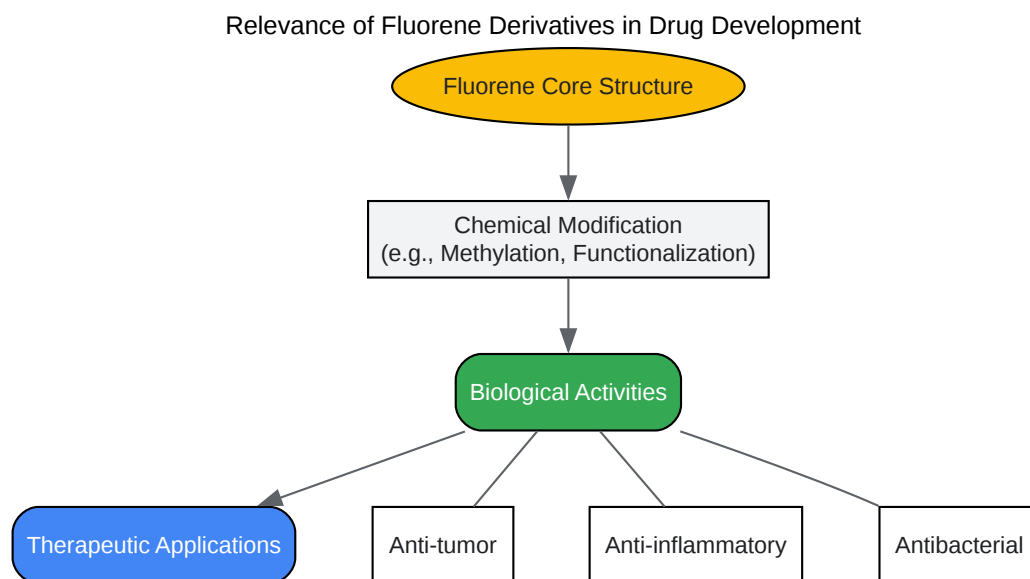 Relevance of Fluorene Derivatives in Drug Development
Fluorene Core Structure
Chemical Modification
(e.g., Methylation, Functionalization)
Biological Activities
Therapeutic Applications
Anti-tumor
Anti-inflammatory
Antibacterial